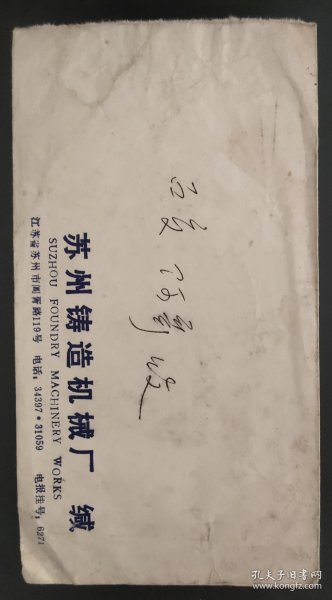 苏州铸造机械厂 缄
SUZHOU FOUNDRY MACHINERY WORKS
江苏省苏州市阊胥路119号 电话：34397·31059 电报挂号：6271
孔夫子旧书网
www.kongfz.com